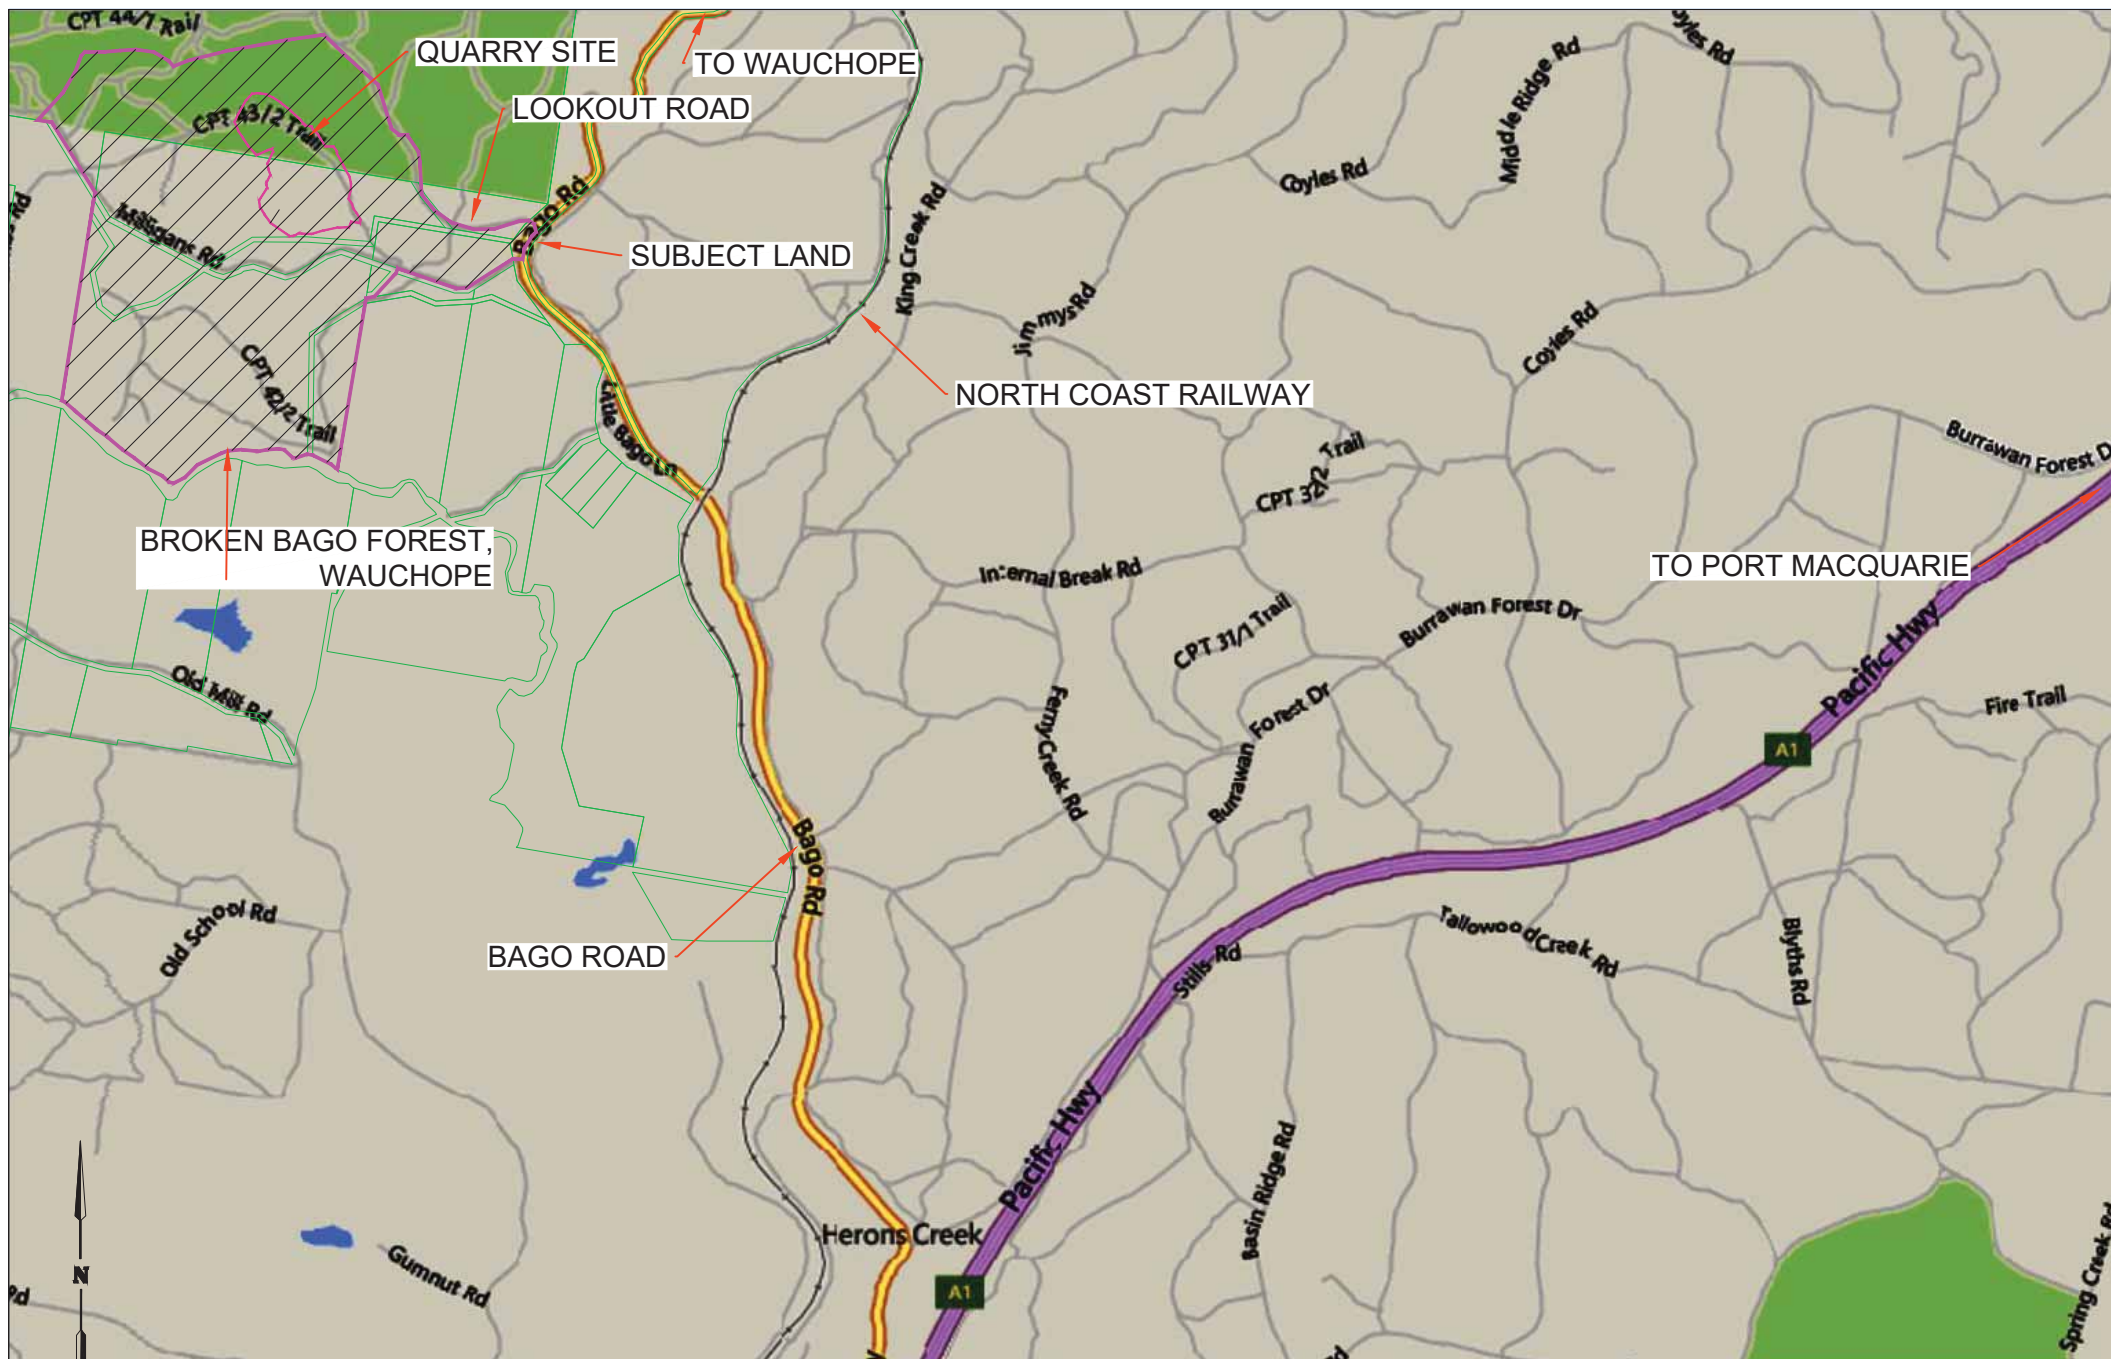 CPT 44/1 Trail
QUARRY SITE
TO WAUCHOPE
LOOKOUT ROAD
CPT 43/2 Train
Coyles Rd
Middle Ridge Rd
Bago Rd
King Creek Rd
Milligans Rd
SUBJECT LAND
Jimmys Rd
Coyles Rd
CPT 42/2 Trail
Little Bago Ln
NORTH COAST RAILWAY
CPT 32/2 Trail
Burrawan Forest D
BROKEN BAGO FOREST,
WAUCHOPE
Internal Break Rd
TO PORT MACQUARIE
CPT 31/1 Trail
Burrawan Forest Dr
Pacific Hwy
Old Mill Rd
Ferny Creek Rd
Burrawan Forest Dr
Fire Trail
A1
Bago Rd
Old School Rd
BAGO ROAD
Stills Rd
Tallowood Creek Rd
Blyths Rd
Pacific Hwy
Basin Ridge Rd
Herons Creek
N
Gumnut Rd
A1
Spring Creek Rd
Rd